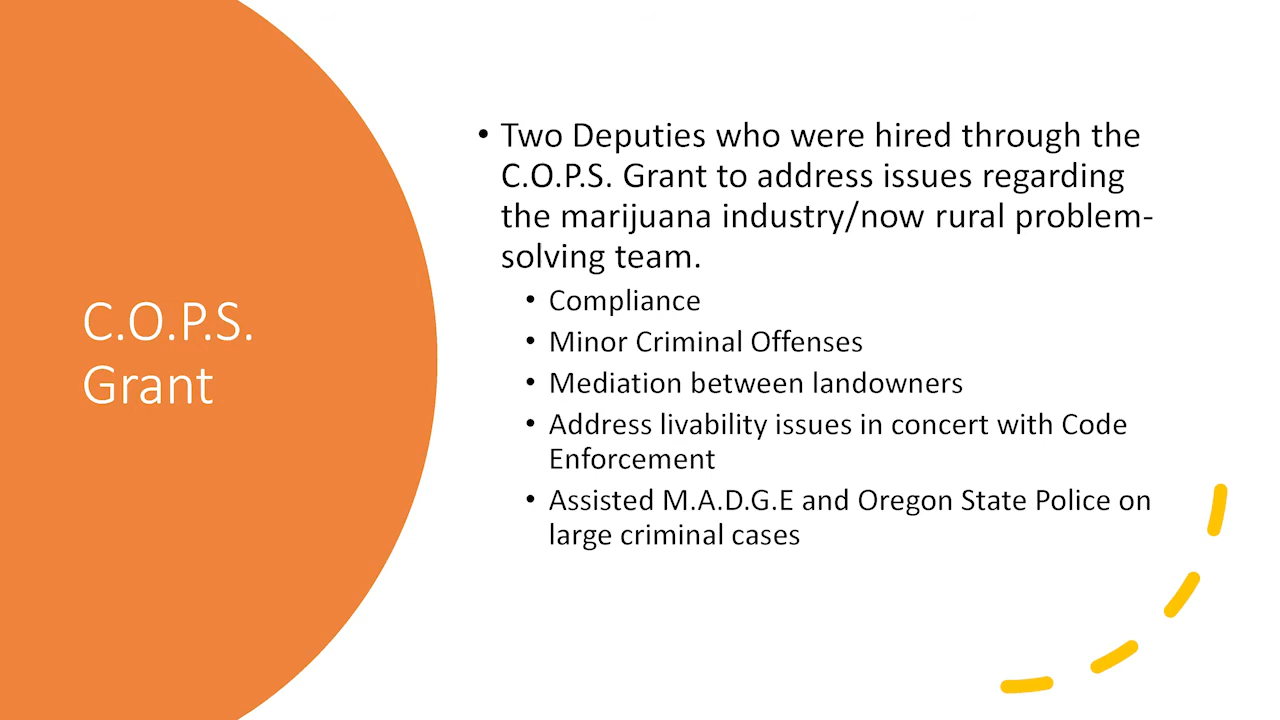 C.O.P.S.
Grant
• Two Deputies who were hired through the
C.O.P.S. Grant to address issues regarding
the marijuana industry/now rural problem-
solving team.
• Compliance
• Minor Criminal Offenses
• Mediation between landowners
• Address livability issues in concert with Code
Enforcement
• Assisted M.A.D.G.E and Oregon State Police on
large criminal cases